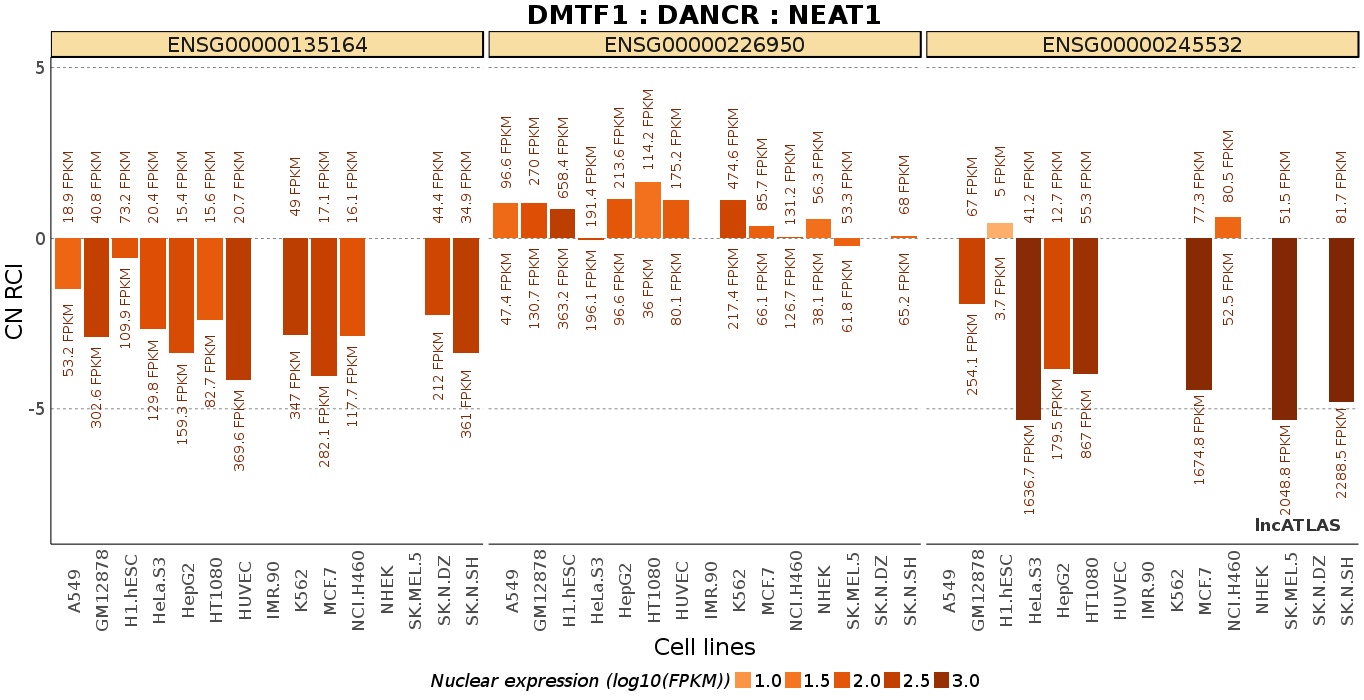 DMTF1 : DANCR : NEAT1
ENSG00000135164
ENSG00000226950
ENSG00000245532
CN RCI
5
0
-5
18.9 FPKM
40.8 FPKM
73.2 FPKM
20.4 FPKM
15.4 FPKM
15.6 FPKM
20.7 FPKM
49 FPKM
17.1 FPKM
16.1 FPKM
44.4 FPKM
34.9 FPKM
53.2 FPKM
302.6 FPKM
109.9 FPKM
129.8 FPKM
159.3 FPKM
82.7 FPKM
369.6 FPKM
347 FPKM
282.1 FPKM
117.7 FPKM
212 FPKM
361 FPKM
96.6 FPKM
270 FPKM
658.4 FPKM
191.4 FPKM
213.6 FPKM
114.2 FPKM
175.2 FPKM
474.6 FPKM
85.7 FPKM
131.2 FPKM
56.3 FPKM
53.3 FPKM
68 FPKM
47.4 FPKM
130.7 FPKM
363.2 FPKM
196.1 FPKM
96.6 FPKM
36 FPKM
80.1 FPKM
217.4 FPKM
66.1 FPKM
126.7 FPKM
38.1 FPKM
61.8 FPKM
65.2 FPKM
67 FPKM
5 FPKM
41.2 FPKM
12.7 FPKM
55.3 FPKM
77.3 FPKM
80.5 FPKM
51.5 FPKM
81.7 FPKM
254.1 FPKM
3.7 FPKM
1636.7 FPKM
179.5 FPKM
867 FPKM
1674.8 FPKM
52.5 FPKM
2048.8 FPKM
2288.5 FPKM
lncATLAS
A549
GM12878
H1.hESC
HeLa.S3
HepG2
HT1080
HUVEC
IMR.90
K562
MCF.7
NCI.H460
NHEK
SK.MEL.5
SK.N.DZ
SK.N.SH
A549
GM12878
H1.hESC
HeLa.S3
HepG2
HT1080
HUVEC
IMR.90
K562
MCF.7
NCI.H460
NHEK
SK.MEL.5
SK.N.DZ
SK.N.SH
A549
GM12878
H1.hESC
HeLa.S3
HepG2
HT1080
HUVEC
IMR.90
K562
MCF.7
NCI.H460
NHEK
SK.MEL.5
SK.N.DZ
SK.N.SH
Cell lines
Nuclear expression (log10(FPKM)) 1.0 1.5 2.0 2.5 3.0